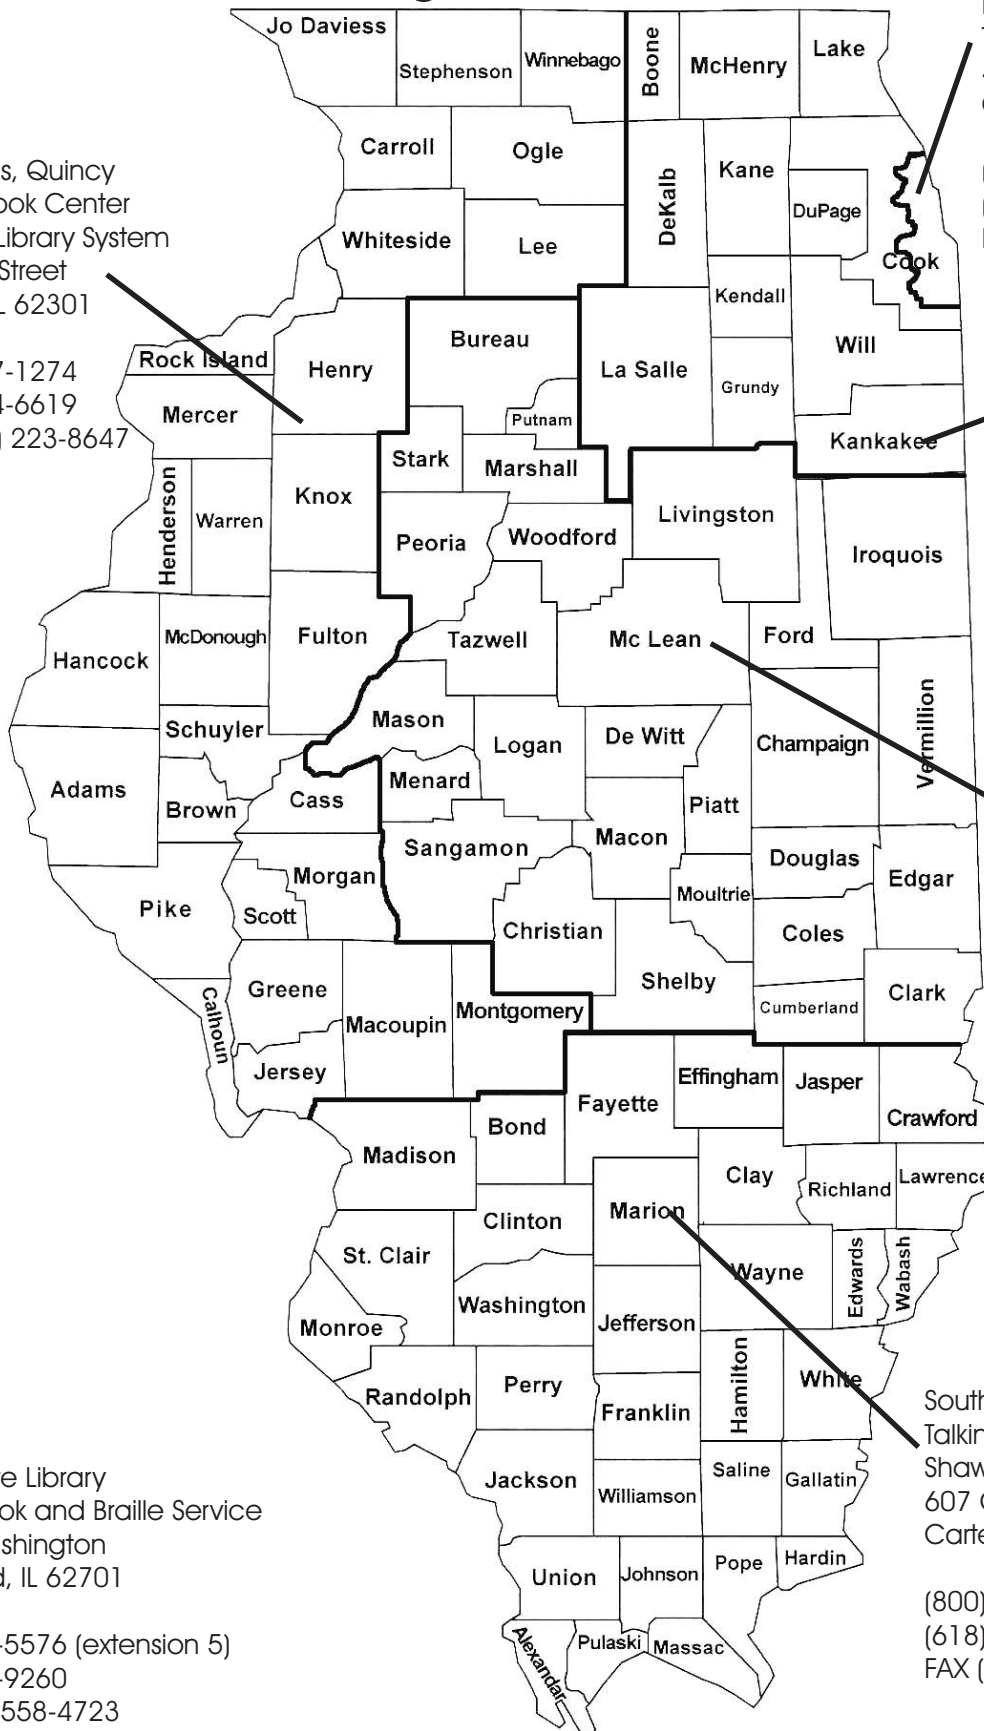 Jo Daviess
Stephenson
Winnebago
Boone
McHenry
Lake
Carroll
Ogle
DeKalb
Kane
DuPage
Cook
Whiteside
Lee
s, Quincy
ook Center
Library System
Street
L 62301
7-1274
4-6619
) 223-8647
Kendall
Bureau
La Salle
Will
Rock Island
Henry
Grundy
Mercer
Putnam
Kankakee
Stark
Marshall
Henderson
Warren
Knox
Livingston
Peoria
Woodford
Iroquois
Hancock
McDonough
Fulton
Tazwell
Mc Lean
Ford
Schuyler
Mason
Logan
De Witt
Champaign
Vermillion
Adams
Brown
Cass
Menard
Piatt
Macon
Sangamon
Douglas
Edgar
Pike
Scott
Morgan
Christian
Moultrie
Coles
Shelby
Greene
Calhoun
Macoupin
Montgomery
Cumberland
Clark
Jersey
Effingham
Jasper
Fayette
Crawford
Bond
Madison
Clay
Richland
Lawrence
Marion
Clinton
St. Clair
Wayne
Edwards
Wabash
Washington
Monroe
Jefferson
Hamilton
White
Randolph
Perry
Franklin
Jackson
Williamson
Saline
Gallatin
South
Talkin
Shaw
607
Carte
(800)
(618)
FAX (
e Library
ok and Braille Service
shington
d, IL 62701
-5576 (extension 5)
-9260
558-4723
Union
Johnson
Pope
Hardin
Alexandar
Pulaski
Massac